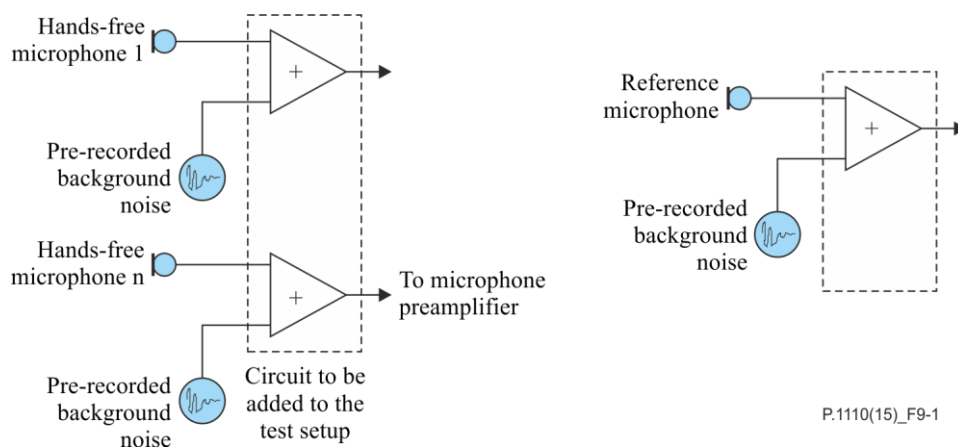 Hands-free
microphone 1
+
Pre-recorded
background
noise
Hands-free
microphone n
+
To microphone
preamplifier
Pre-recorded
background
noise
Circuit to be
added to the
test setup
Reference
microphone
+
Pre-recorded
background
noise
P.1110(15)_F9-1